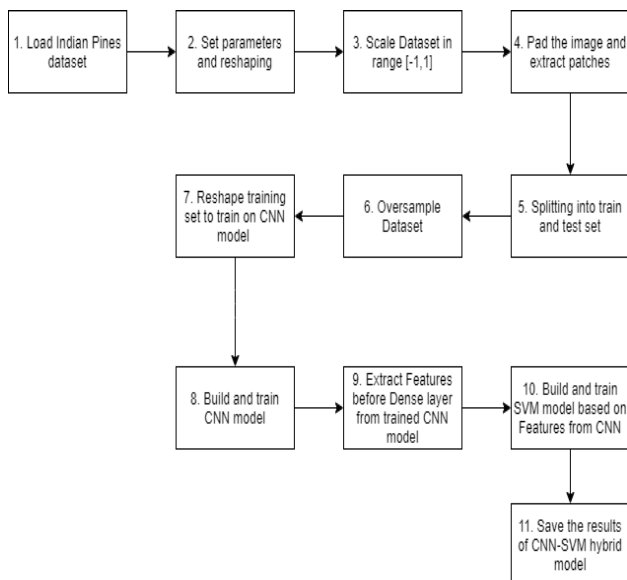 1. Load Indian Pines
dataset
2. Set parameters
and reshaping
3. Scale Dataset in
range [-1,1]
4. Pad the image and
extract patches
5. Splitting into train
and test set
6. Oversample
Dataset
7. Reshape training
set to train on CNN
model
8. Build and train
CNN model
9. Extract Features
before Dense layer
from trained CNN
model
10. Build and train
SVM model based on
Features from CNN
11. Save the results
of CNN-SVM hybrid
model